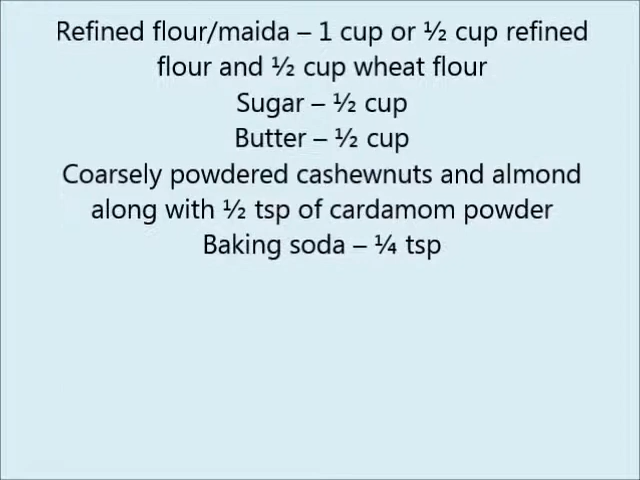 Refined flour/maida – 1 cup or ½ cup refined
flour and ½ cup wheat flour
Sugar – ½ cup
Butter – ½ cup
Coarsely powdered cashewnuts and almond
along with ½ tsp of cardamom powder
Baking soda – ¼ tsp